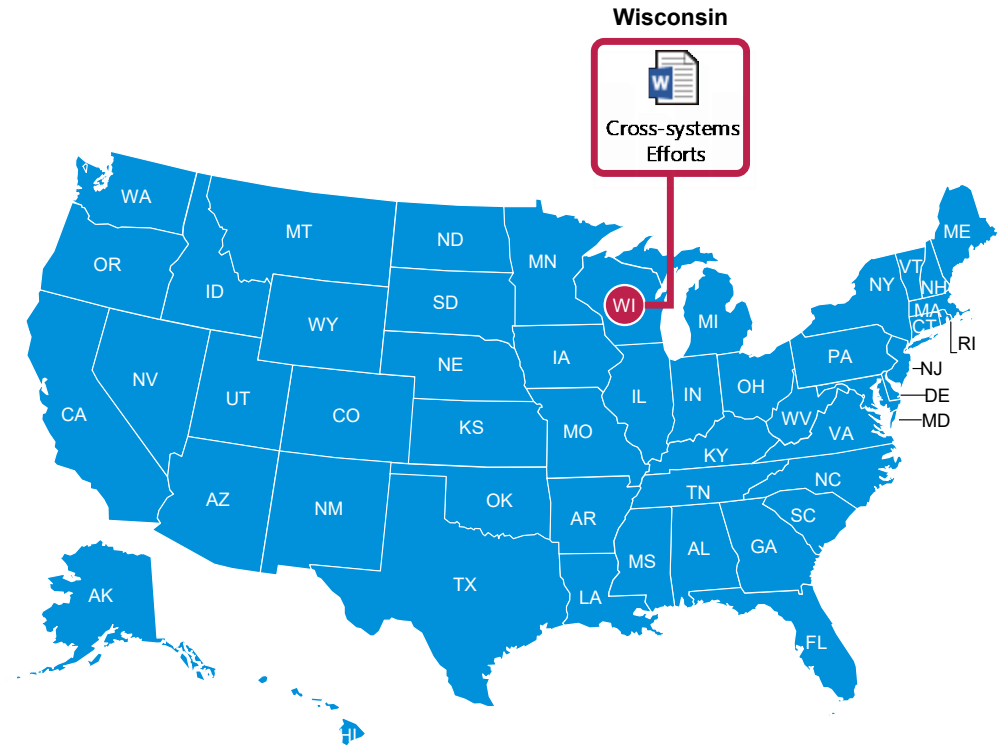 Wisconsin
W
Cross-systems
Efforts
WA
MT
ND
MN
ME
OR
ID
SD
WI
MI
NY
VT
NH
MA
CT
RI
WY
IA
NE
PA
NJ
NV
UT
CO
IL
IN
OH
DE
MD
CA
KS
MO
WV
VA
KY
AZ
NM
OK
AR
TN
NC
SC
MS
AL
GA
TX
LA
AK
FL
HI